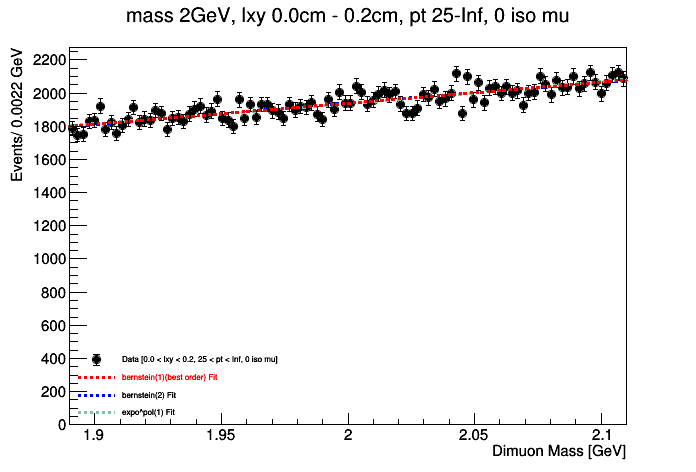 mass 2GeV, lxy 0.0cm - 0.2cm, pt 25-Inf, 0 iso mu
Events/ 0.0022 GeV
2200
2000
1800
1600
1400
1200
1000
800
600
400
200
0
Data [0.0 < lxy < 0.2, 25 < pt < Inf, 0 iso mu]
bernstein(1)(best order) Fit
bernstein(2) Fit
expo*pol(1) Fit
1.9 1.95 2 2.05 2.1
Dimuon Mass [GeV]